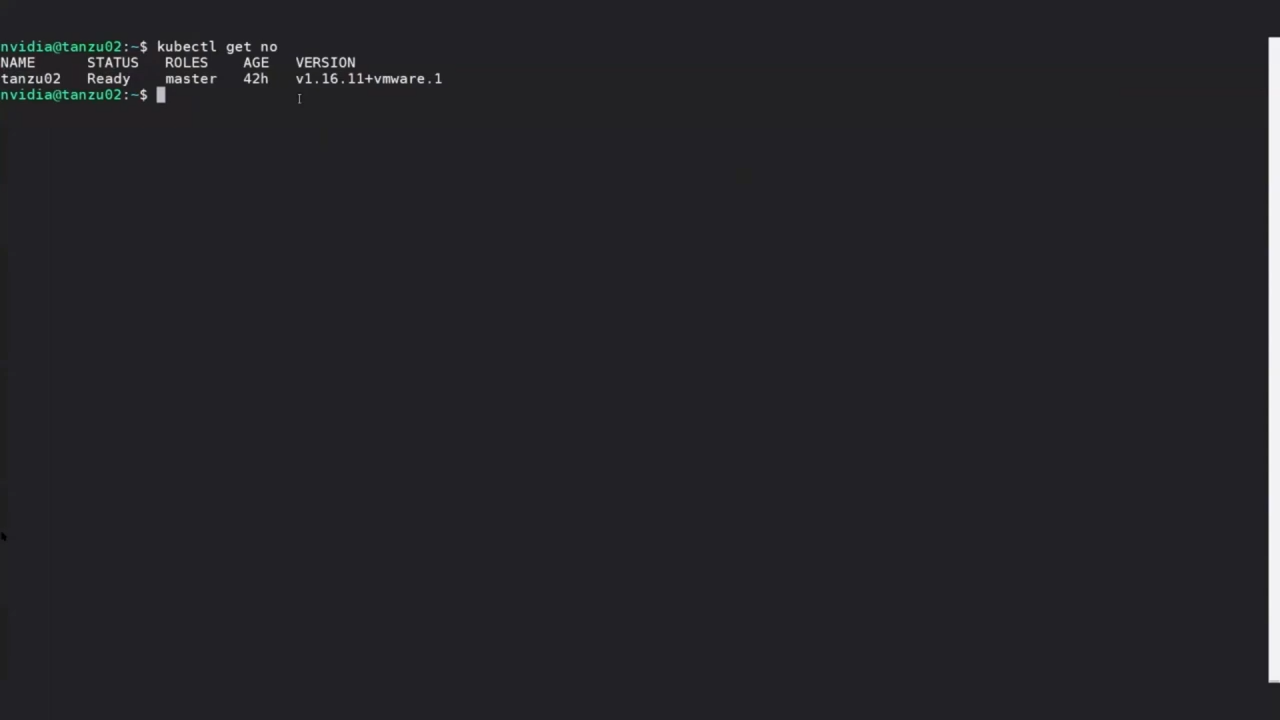 nvidia@tanzu02:~$ kubectl get no
NAME STATUS ROLES AGE VERSION
tanzu02 Ready master 42h v1.16.11+vmware.1
nvidia@tanzu02:~$